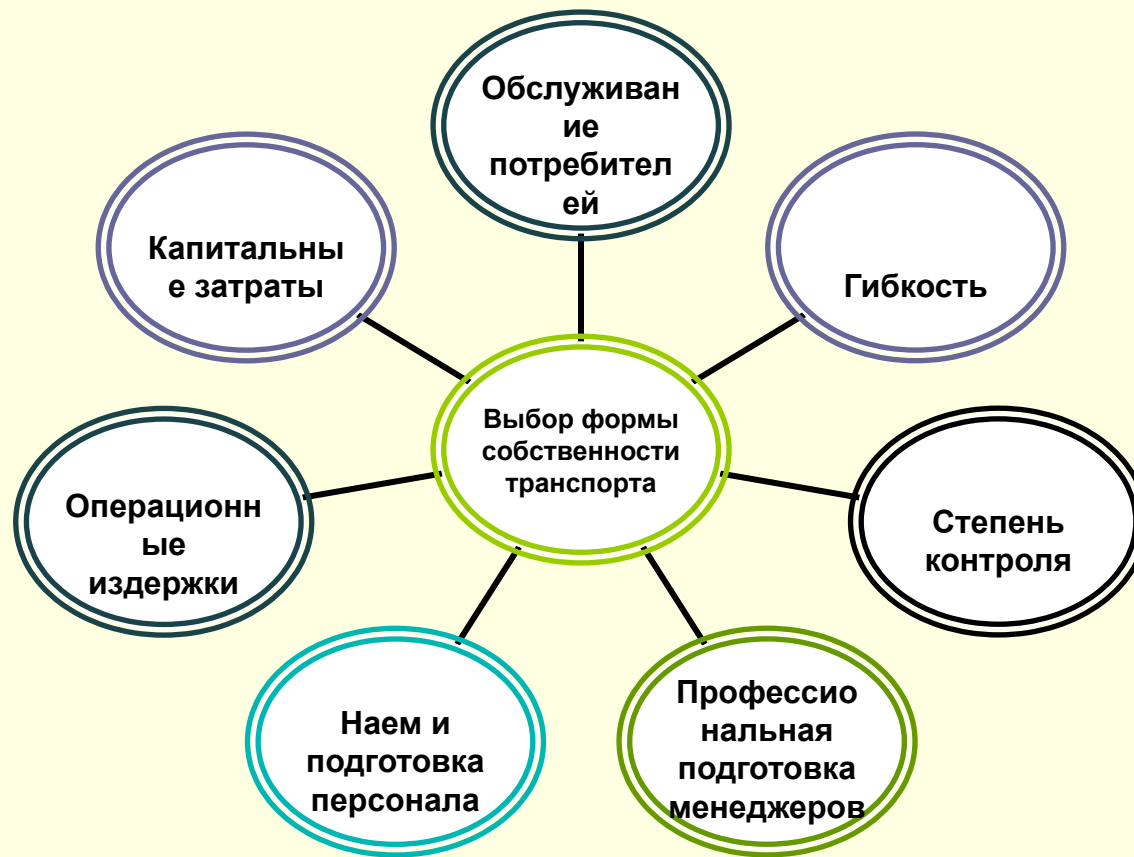 Обслуживан
ие
потребител
ей
Капитальны
е затраты
Гибкость
Выбор формы
собственности
транспорта
Операционн
ые
издержки
Степень
контроля
Наем и
подготовка
персонала
Профессио
нальная
подготовка
менеджеров